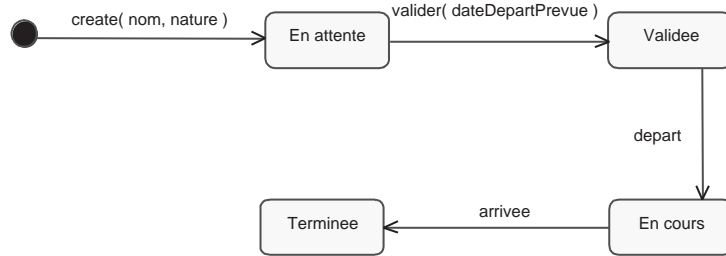 create( nom, nature )
En attente
valider( dateDepartPrevue )
Validee
depart
Terminee
arrivee
En cours